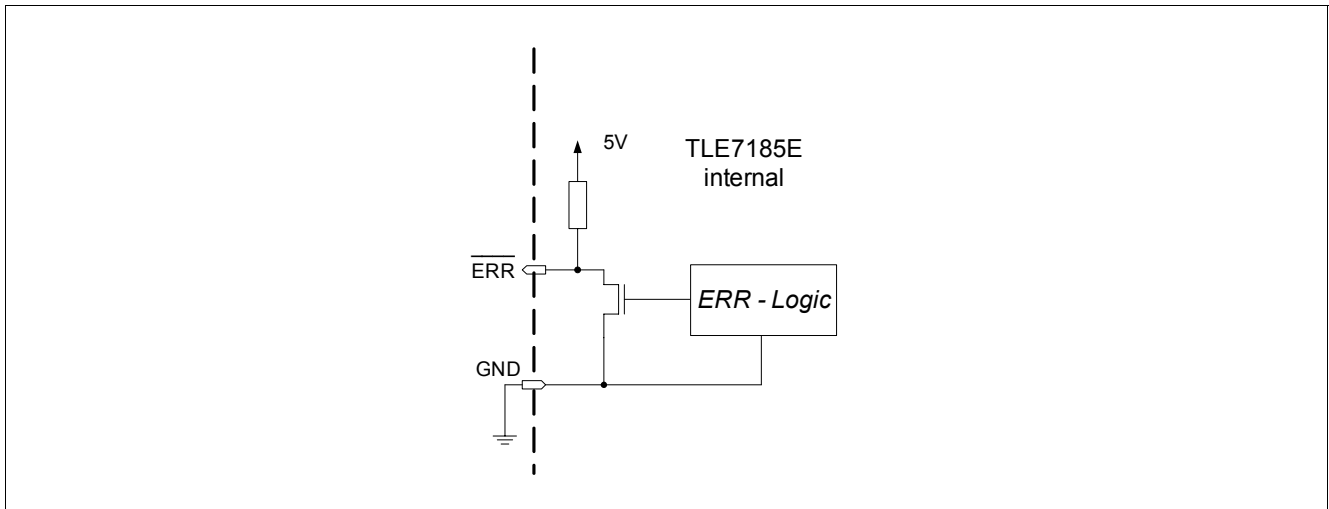 5V
TLE7185E
internal
ERR
ERR - Logic
GND